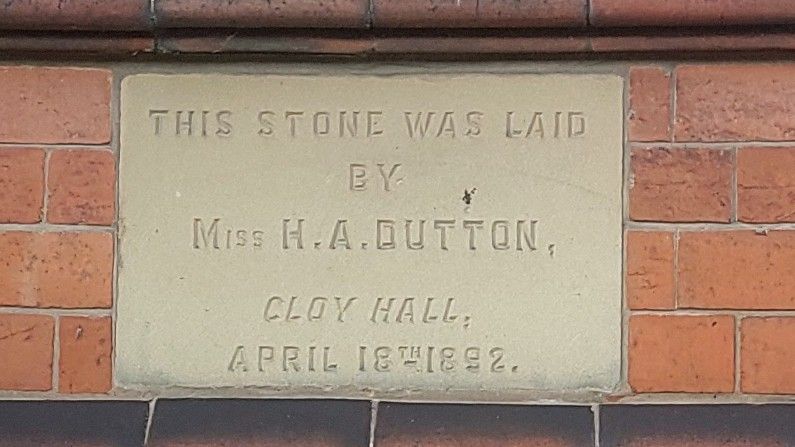 THIS STONE WAS LAID
BY
MISS H.A.DUTTON,
CLOY HALL,
APRIL 18TH 1892.